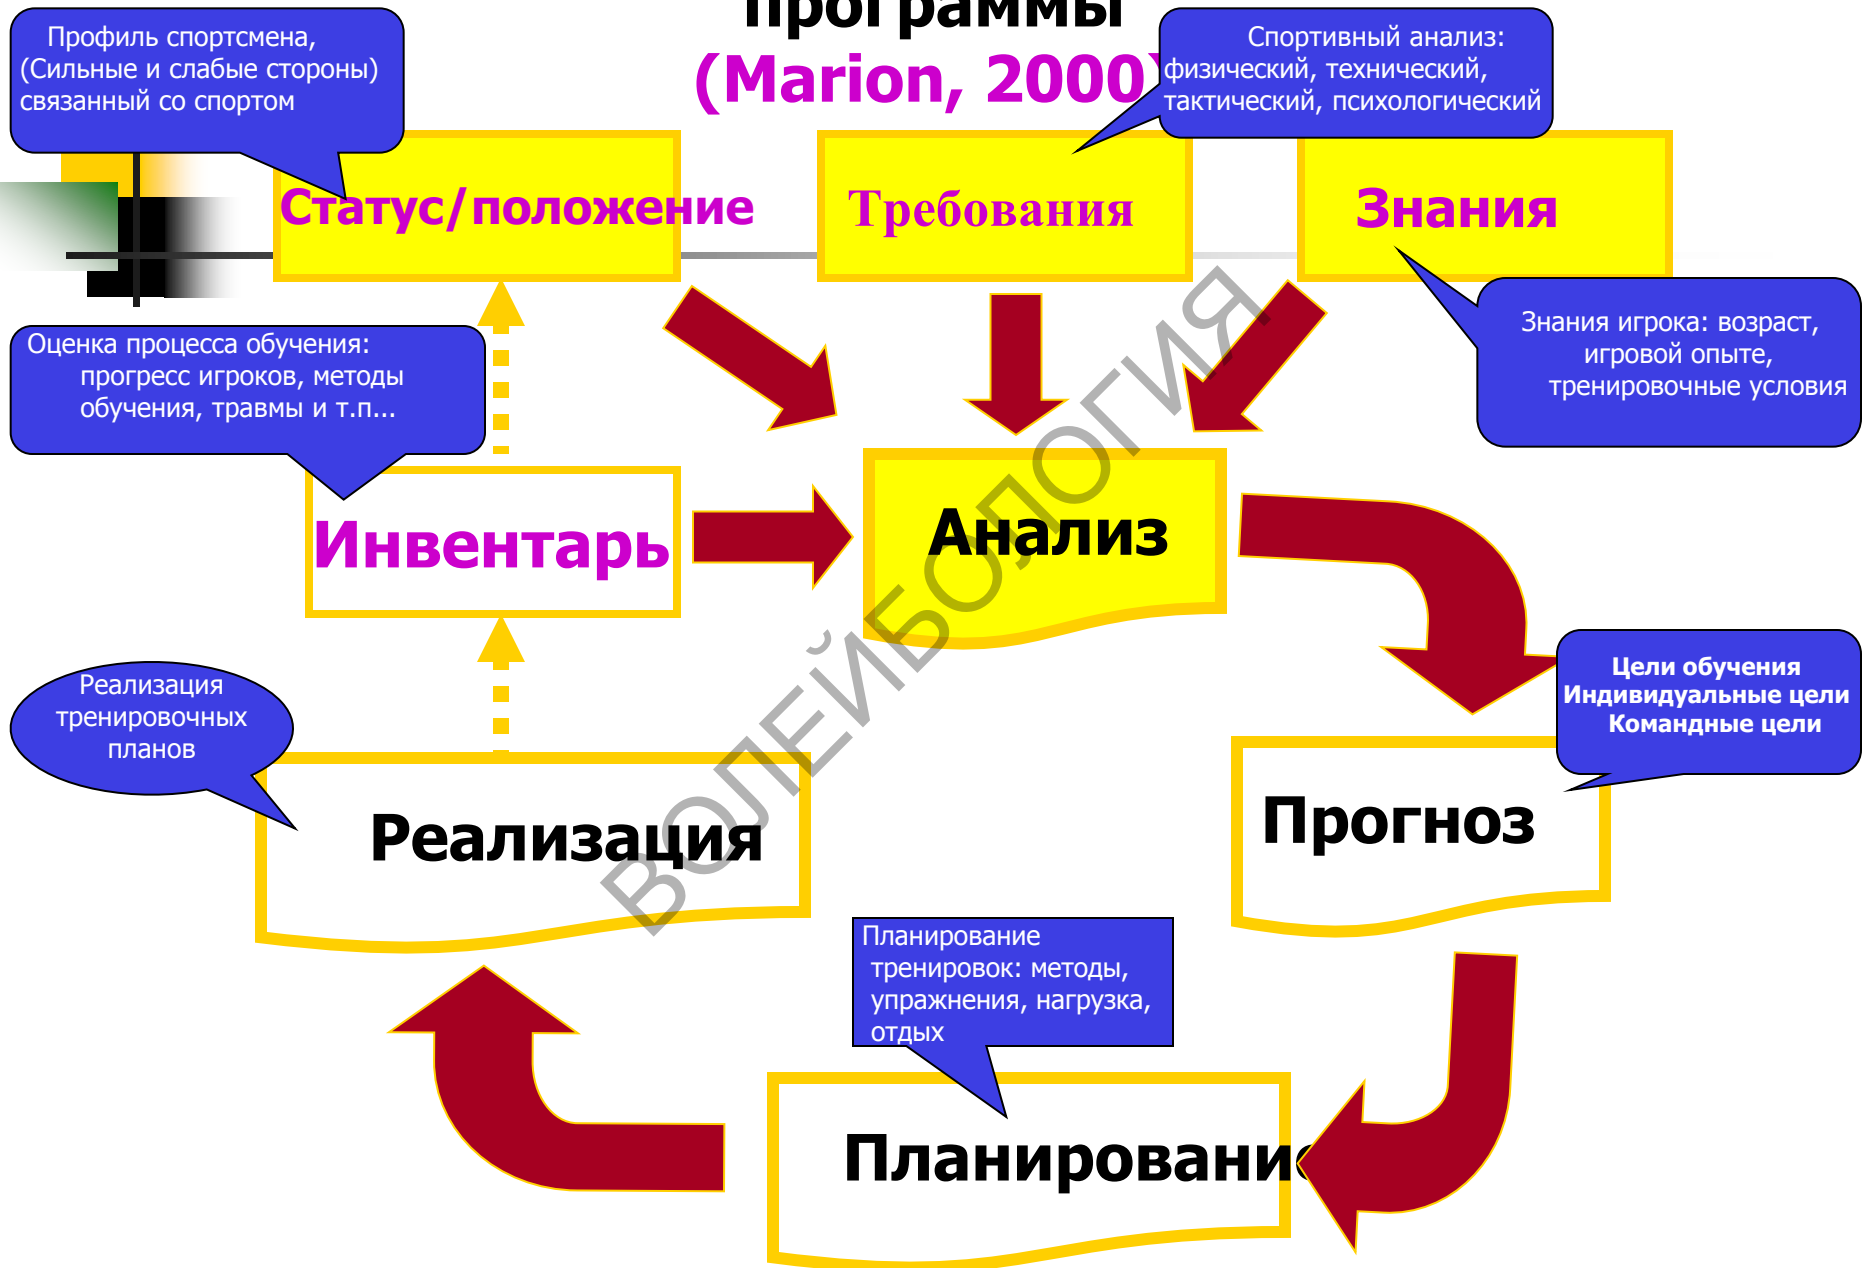 программы
(Marion, 2000)
Профиль спортсмена,
(Сильные и слабые стороны)
связанный со спортом
Спортивный анализ:
физический, технический,
тактический, психологический
Статус/положение
Требования
Знания
Знания игрока: возраст,
игровой опыте,
тренировочные условия
Оценка процесса обучения:
прогресс игроков, методы
обучения, травмы и т.п...
Инвентарь
Анализ
Цели обучения
Индивидуальные цели
Командные цели
Реализация
тренировочных
планов
Реализация
Прогноз
Планирование
тренировок: методы,
упражнения, нагрузка,
отдых
Планирование
ВОЛЕЙБОЛОГИЯ